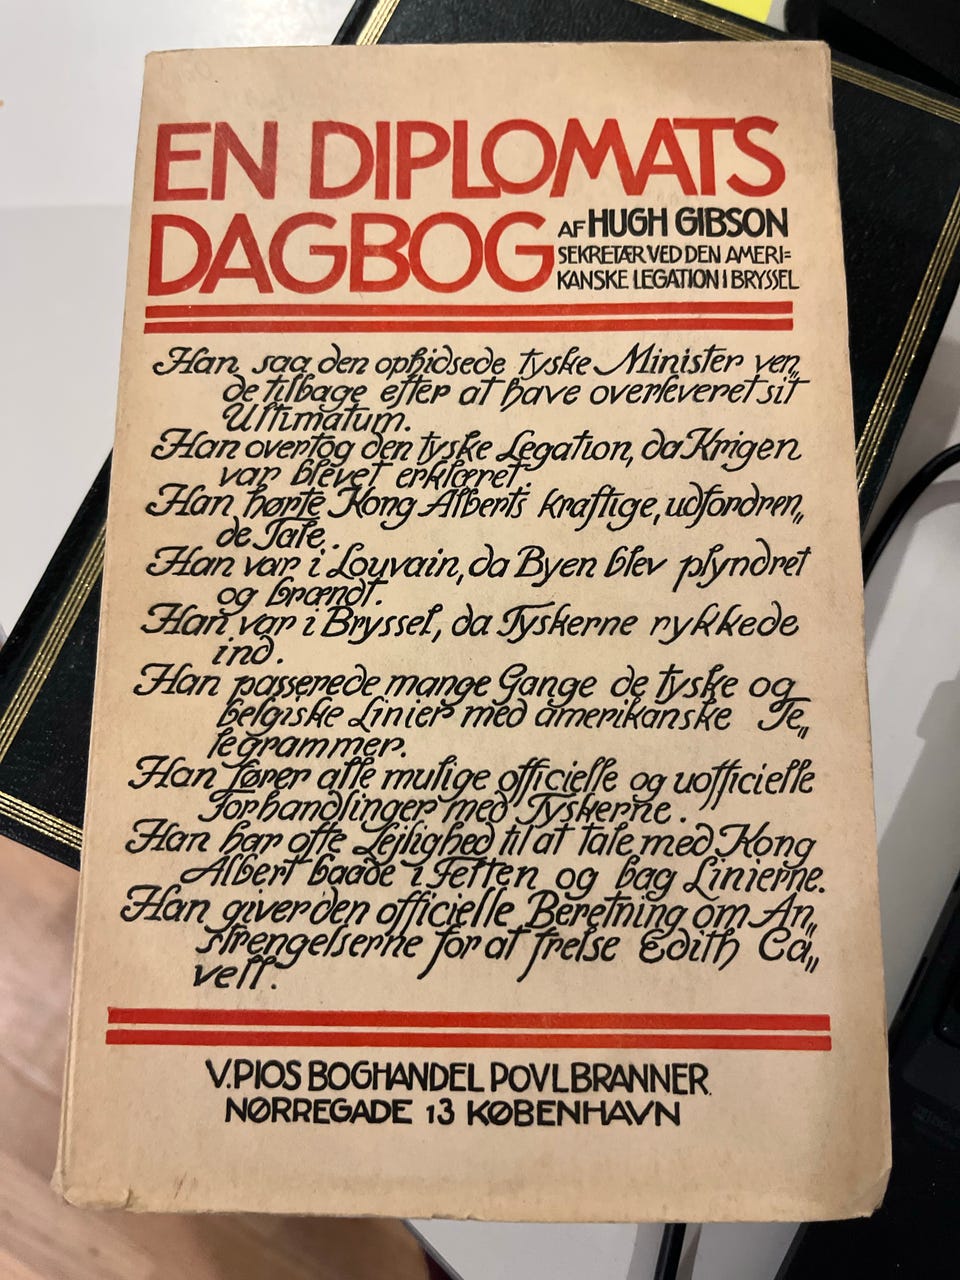 EN DIPLOMATS
DAGBOG
AF HUGH GIBSON
SEKRETÆR VED DEN AMERI=
KANSKE LEGATION I BRYSSEL
Han saa den ophidsede tyske Minister ven„
de tilbage efter at have overleveret sit
Ultimatum.
Han overtog den tyske Legation, da Krigen
var blevet erklæret.
Han hørte Kong Alberts kraftige, udfordren„
de Tale.
Han var i Louvain, da Byen blev plyndret
og brændt.
Han var i Bryssel, da Tyskerne rykkede
ind.
Han passerede mange Gange de tyske og
belgiske Linier med amerikanske Te„
legrammer.
Han fører alle mulige officielle og uofficielle
Forhandlinger med Tyskerne.
Han har ofte Lejlighed til at tale med Kong
Albert baade i Felten og bag Linierne.
Han giver den officielle Beretning om An„
strengelserne for at frelse Edith Ca„
vell.
V. PIOS BOGHANDEL POVL BRANNER.
NØRREGADE 13 KØBENHAVN